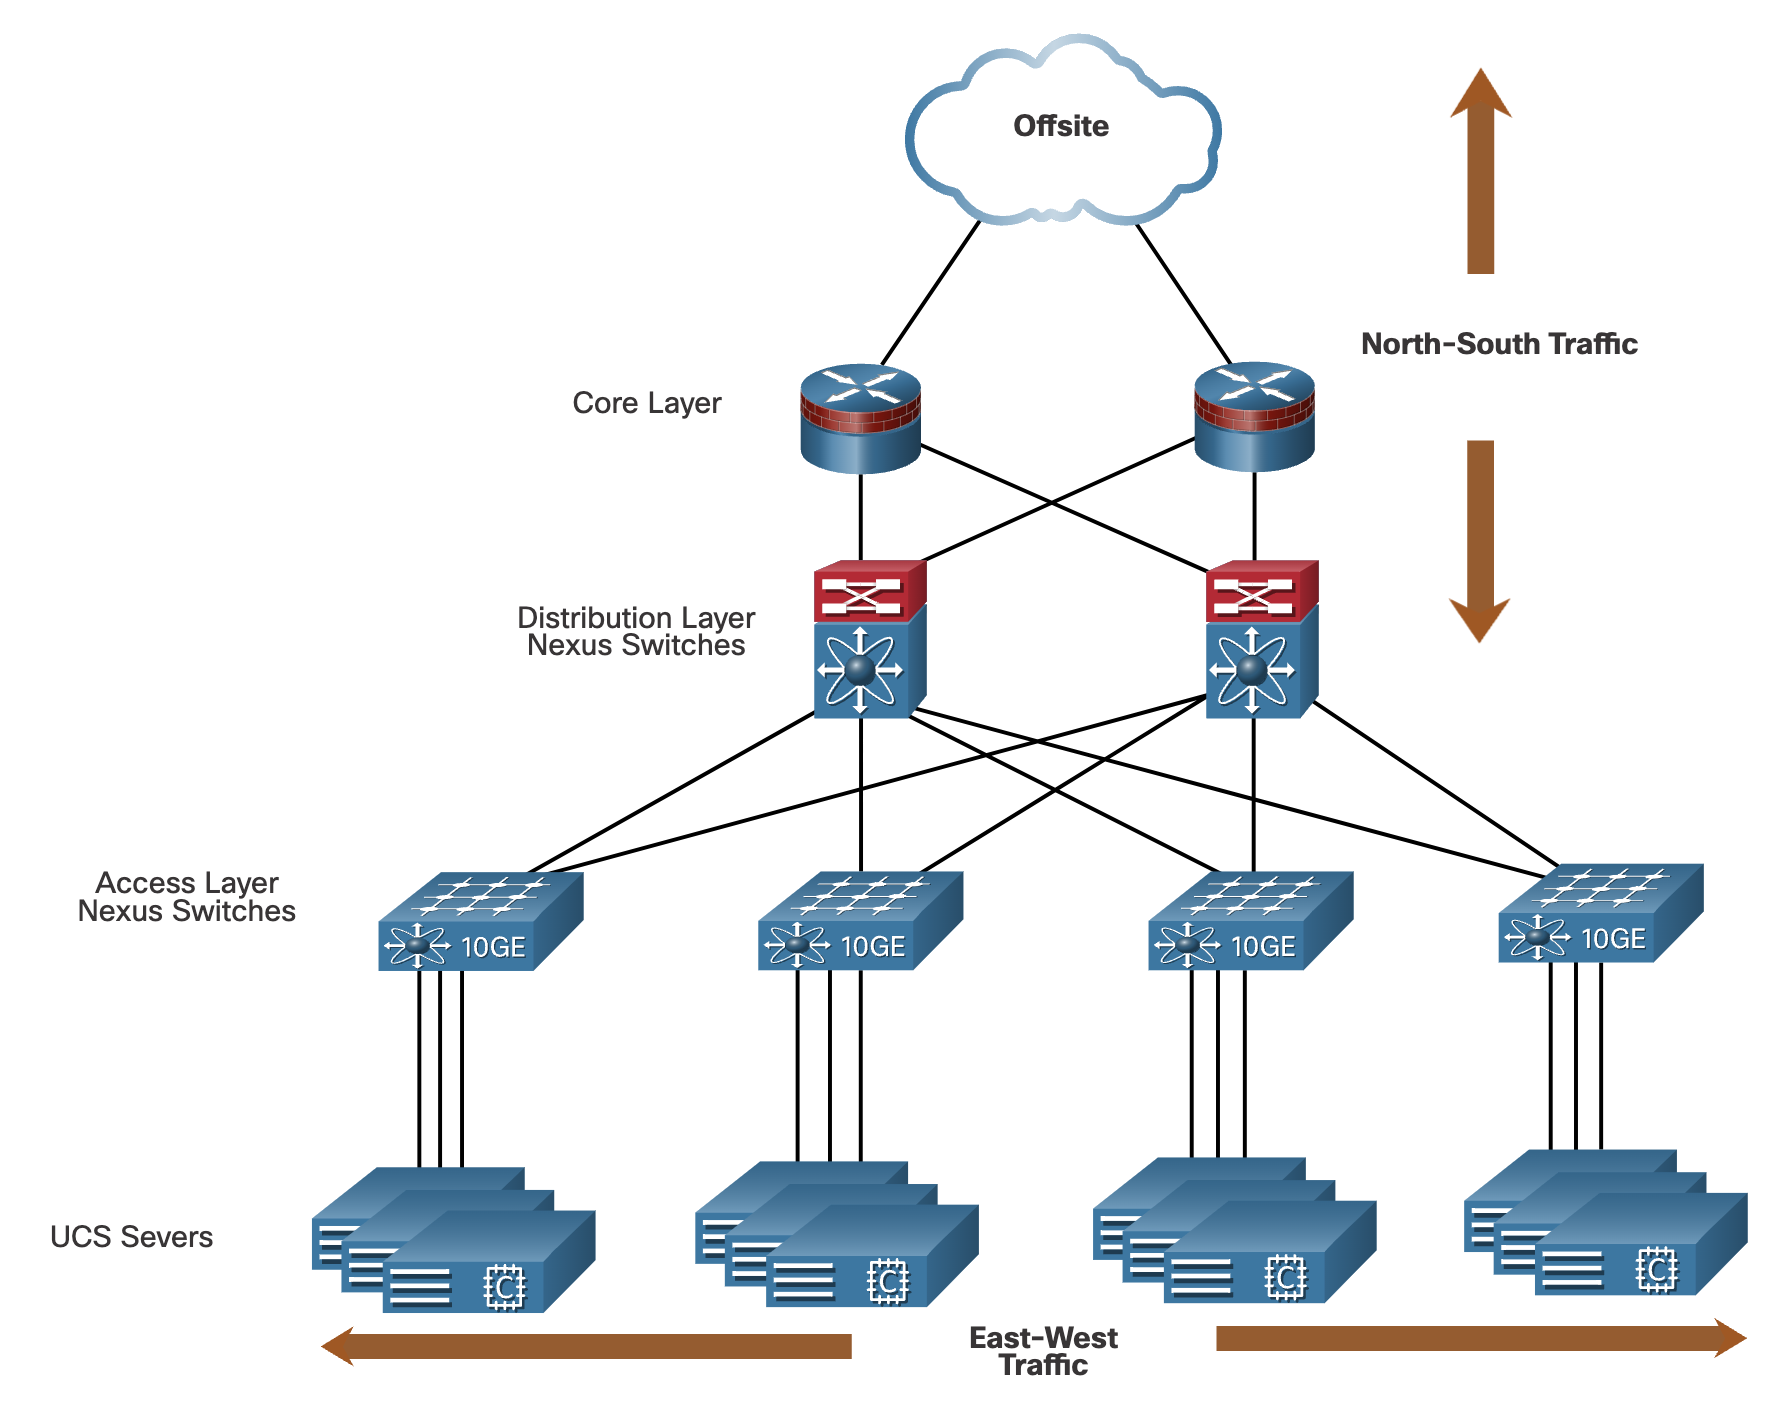 Offsite
North-South Traffic
Core Layer
Distribution Layer
Nexus Switches
Access Layer
Nexus Switches
10GE
10GE
10GE
10GE
UCS Severs
C
C
C
C
East-West
Traffic